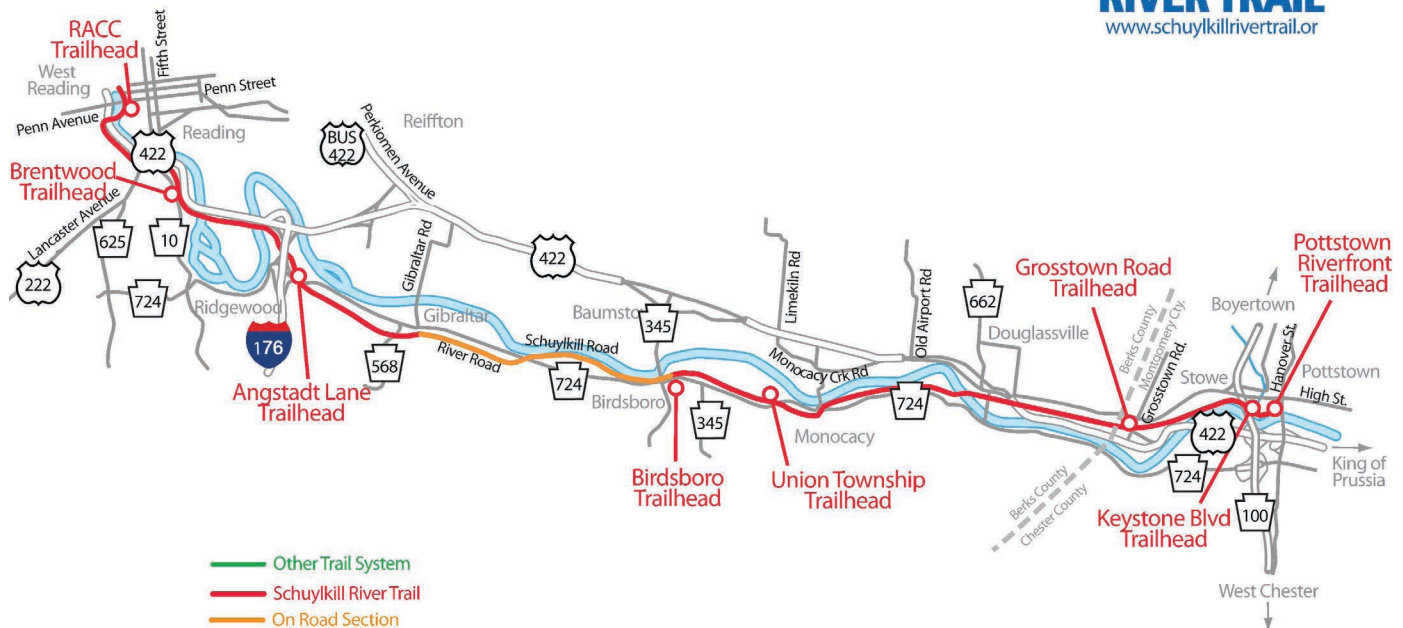 RIVER TRAIL
www.schuylkillrivertrail.or
RACC
Trailhead
Fifth Street
West
Reading
Penn Street
Penn Avenue
Reading
422
BUS
422
Perkiomen Avenue
Reiffton
Brentwood
Trailhead
Lancaster Avenue
625
10
222
724
Ridgewood
176
Angstadt Lane
Trailhead
Gibraltar Rd
Gibraltar
568
River Road
Schuylkill Road
724
422
Baumsto
345
Birdsboro
345
Birdsboro
Trailhead
Limekiln Rd
Monocacy Crk Rd
Monocacy
Union Township
Trailhead
Old Airport Rd
724
662
Douglassville
Grosstown Road
Trailhead
Berks County
Montgomery Cty.
Grosstown Rd.
Berks County
Chester County
Pottstown
Riverfront
Trailhead
Boyertown
Hanover St.
Stowe
Pottstown
High St.
422
724
King of
Prussia
Keystone Blvd
Trailhead
100
West Chester
Other Trail System
Schuylkill River Trail
On Road Section